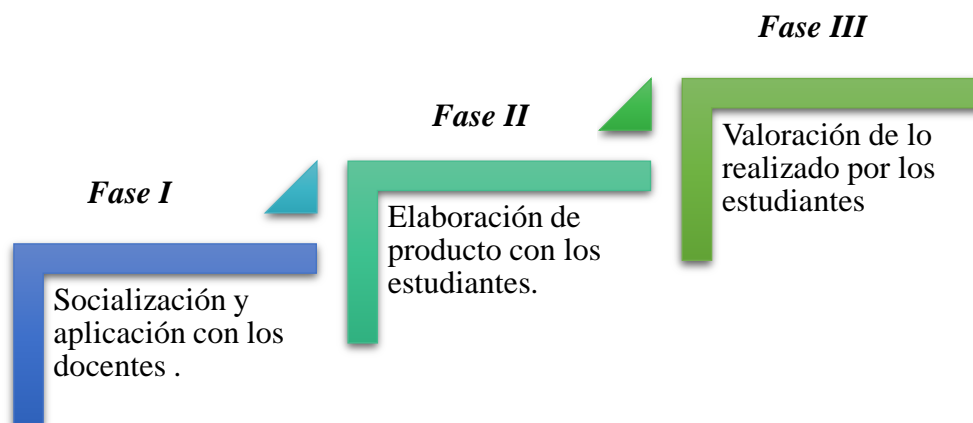 Fase I
Socialización y
aplicación con los
docentes .
Fase II
Elaboración de
producto con los
estudiantes.
Fase III
Valoración de lo
realizado por los
estudiantes